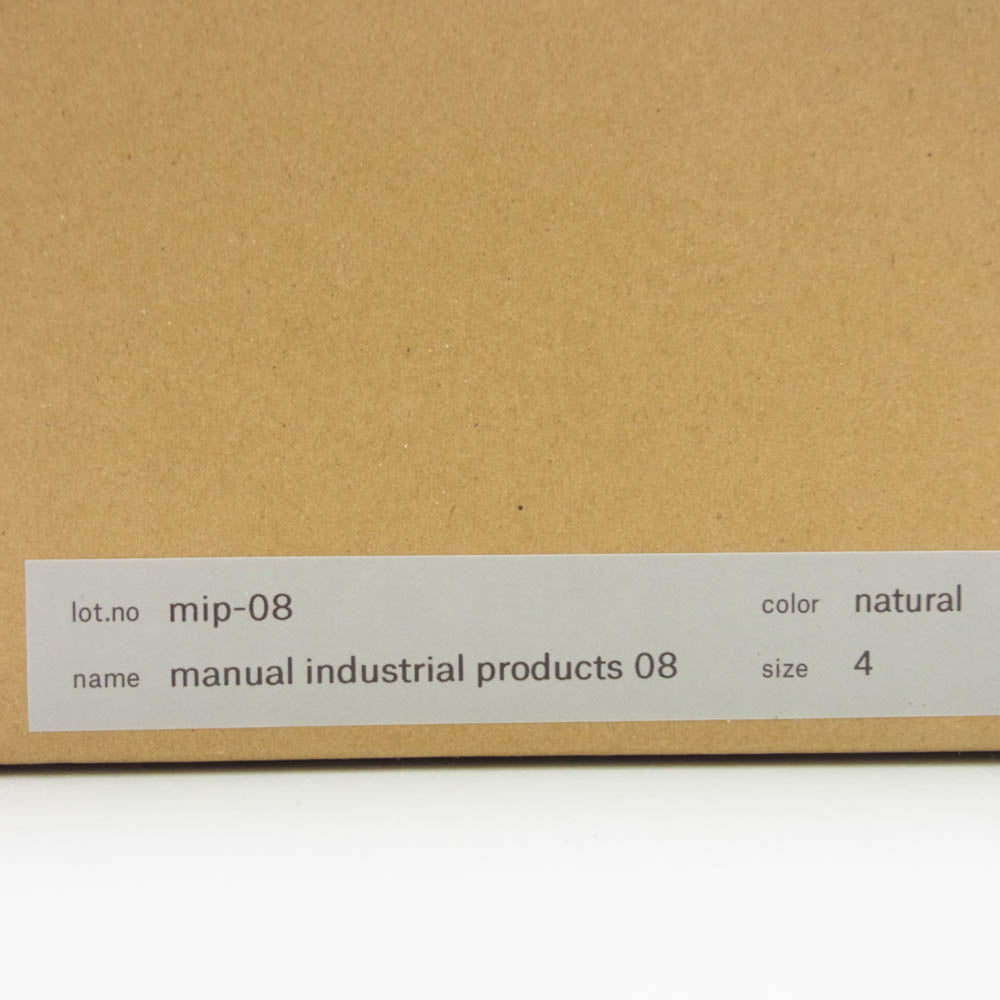 lot.no mip-08 color natural
name manual industrial products 08 size 4